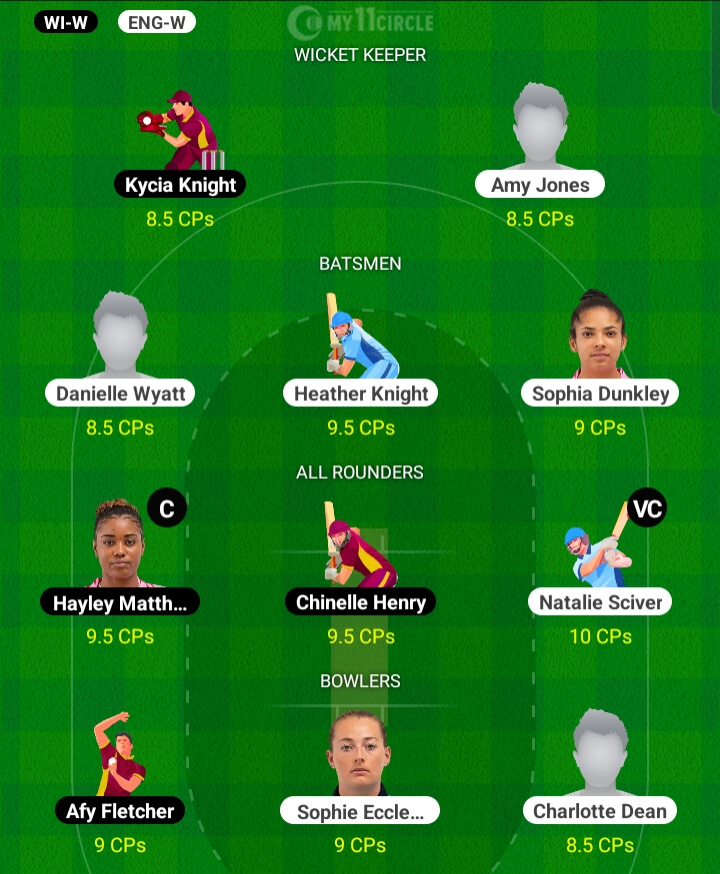 WI-W ENG-W MY11CIRCLE
WICKET KEEPER
Kycia Knight Amy Jones
8.5 CPs 8.5 CPs
BATSMEN
Danielle Wyatt Heather Knight Sophia Dunkley
8.5 CPs 9.5 CPs 9 CPs
ALL ROUNDERS
C VC
Hayley Matth... Chinelle Henry Natalie Sciver
9.5 CPs 9.5 CPs 10 CPs
BOWLERS
Afy Fletcher Sophie Eccle... Charlotte Dean
9 CPs 9 CPs 8.5 CPs